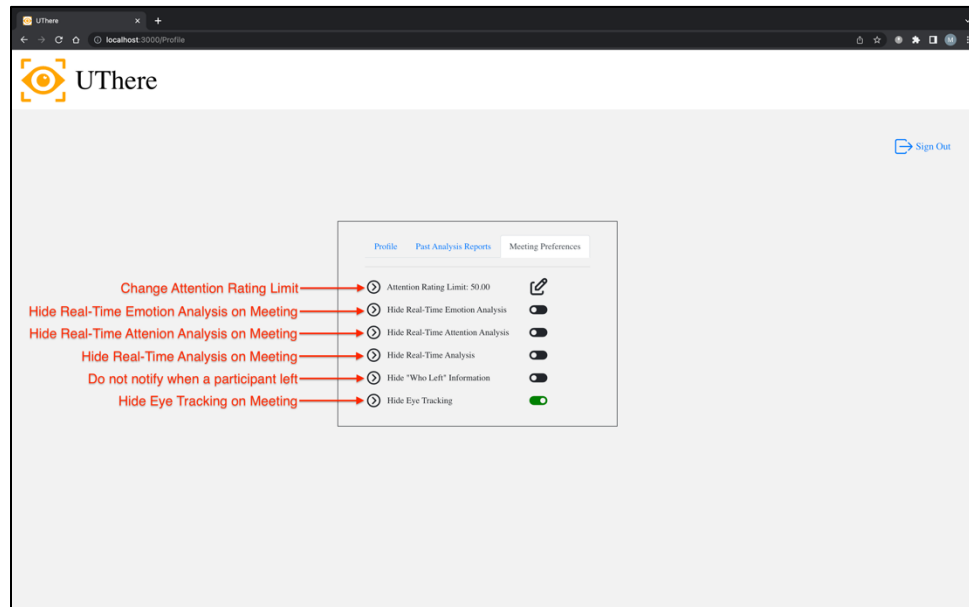 UThere
localhost:3000/Profile
M
UThere
Sign Out
Profile Past Analysis Reports Meeting Preferences
Change Attention Rating Limit Attention Rating Limit: 50.00
Hide Real-Time Emotion Analysis on Meeting Hide Real-Time Emotion Analysis
Hide Real-Time Attenion Analysis on Meeting Hide Real-Time Attention Analysis
Hide Real-Time Analysis on Meeting Hide Real-Time Analysis
Do not notify when a participant left Hide "Who Left" Information
Hide Eye Tracking on Meeting Hide Eye Tracking